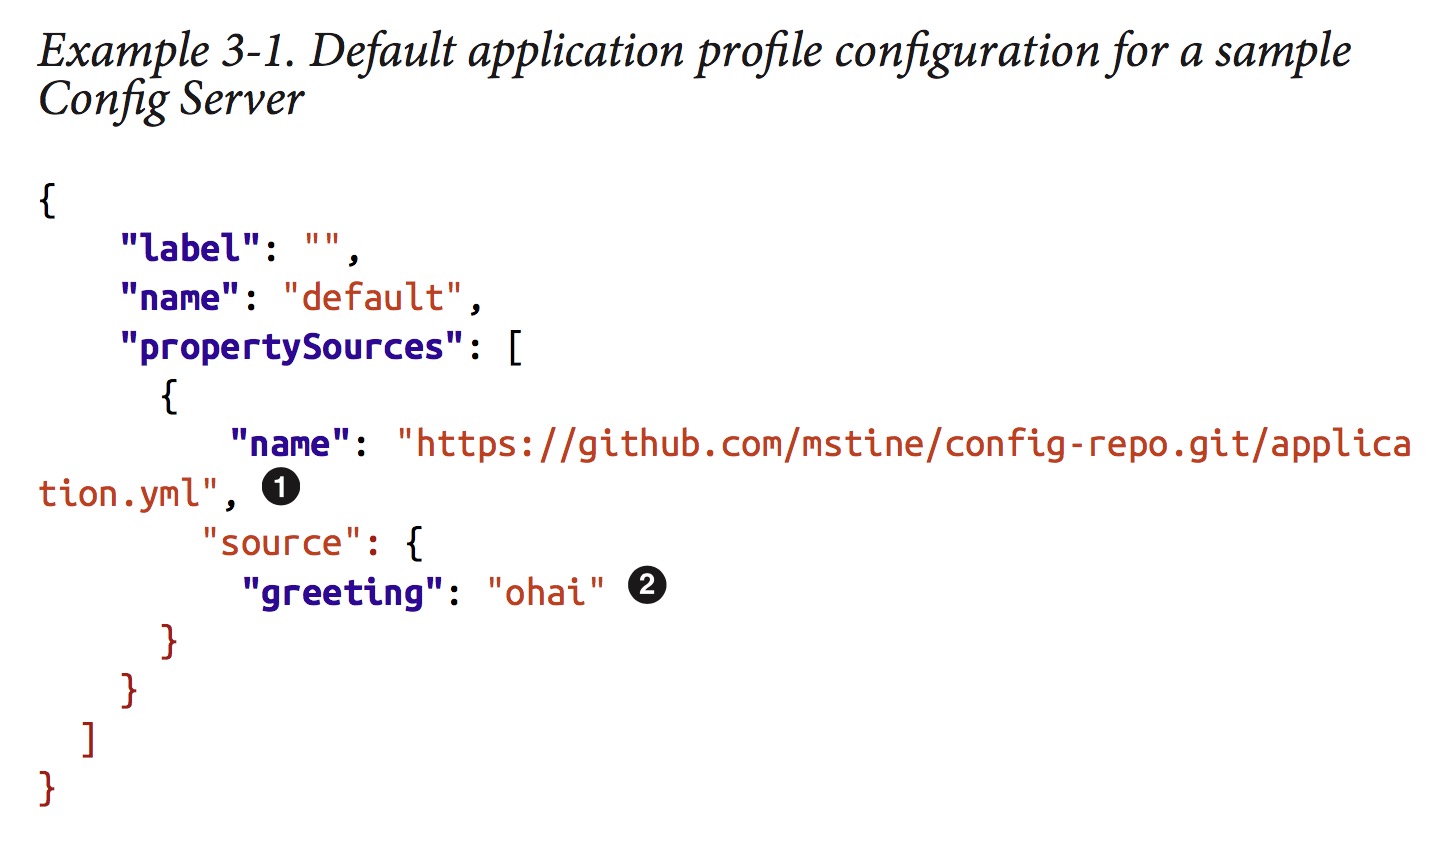 Example 3-1. Default application profile configuration for a sample
Config Server
{
    "label": "",
    "name": "default",
    "propertySources": [
      {
          "name": "https://github.com/mstine/config-repo.git/applica
tion.yml", ❶
        "source": {
          "greeting": "ohai" ❷
      }
    }
  ]
}